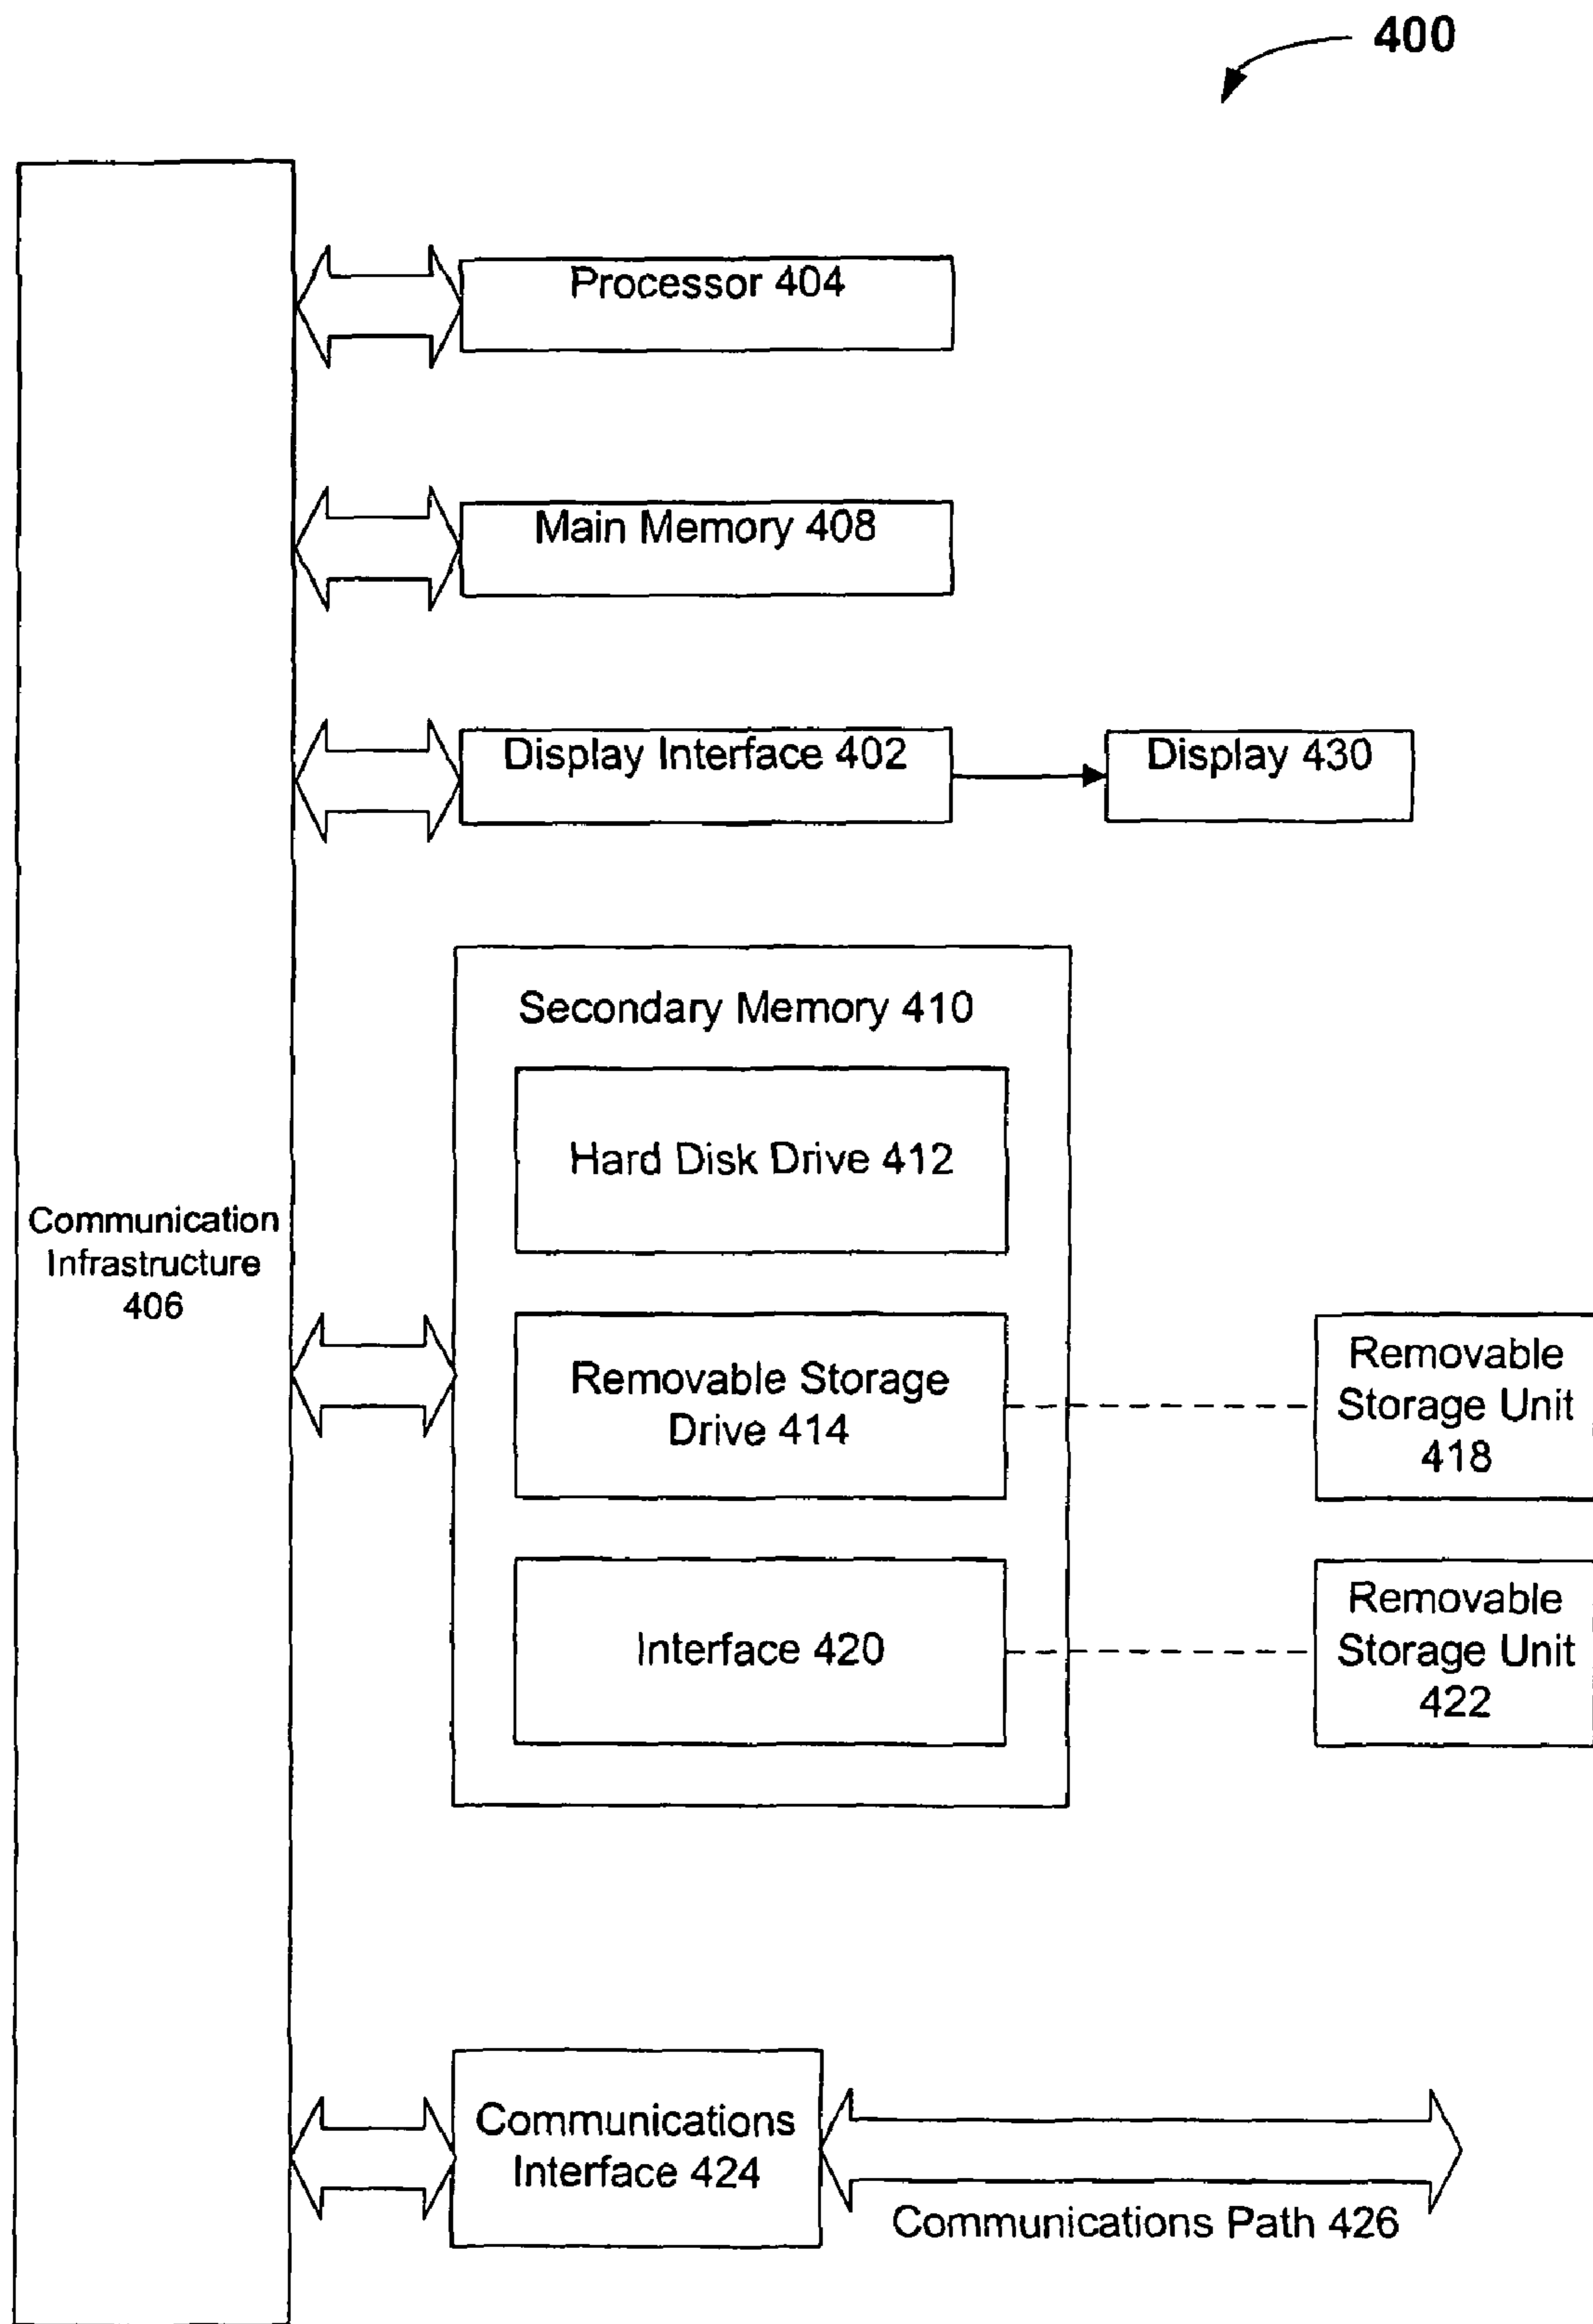 400
Processor 404
Main Memory 408
Display Interface 402
Display 430
Secondary Memory 410
Hard Disk Drive 412
Communication
Infrastructure
406
Removable Storage
Drive 414
Removable
Storage Unit
418
Interface 420
Removable
Storage Unit
422
Communications
Interface 424
Communications Path 426